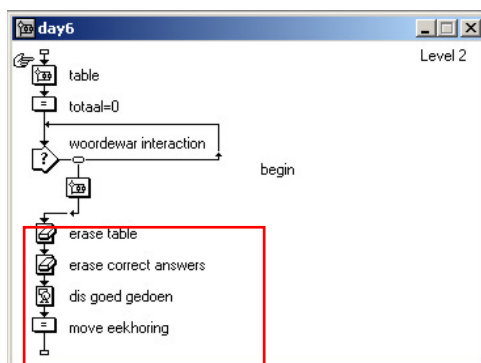 day6
Level 2
table
totaal=0
woordewar interaction
begin
erase table
erase correct answers
dis goed gedoen
move eekhoring